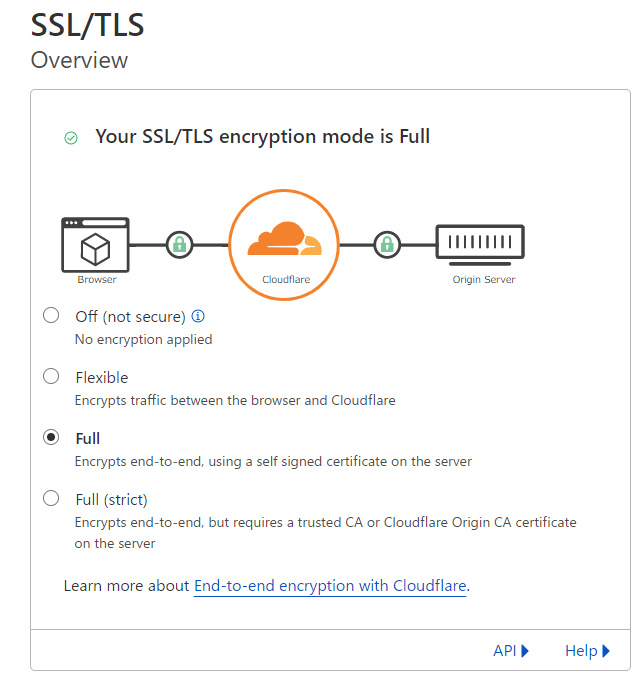 SSL/TLS
Overview
Your SSL/TLS encryption mode is Full
Browser
Cloudflare
Origin Server
Off (not secure)
No encryption applied
Flexible
Encrypts traffic between the browser and Cloudflare
Full
Encrypts end-to-end, using a self signed certificate on the server
Full (strict)
Encrypts end-to-end, but requires a trusted CA or Cloudflare Origin CA certificate
on the server
Learn more about End-to-end encryption with Cloudflare.
API Help